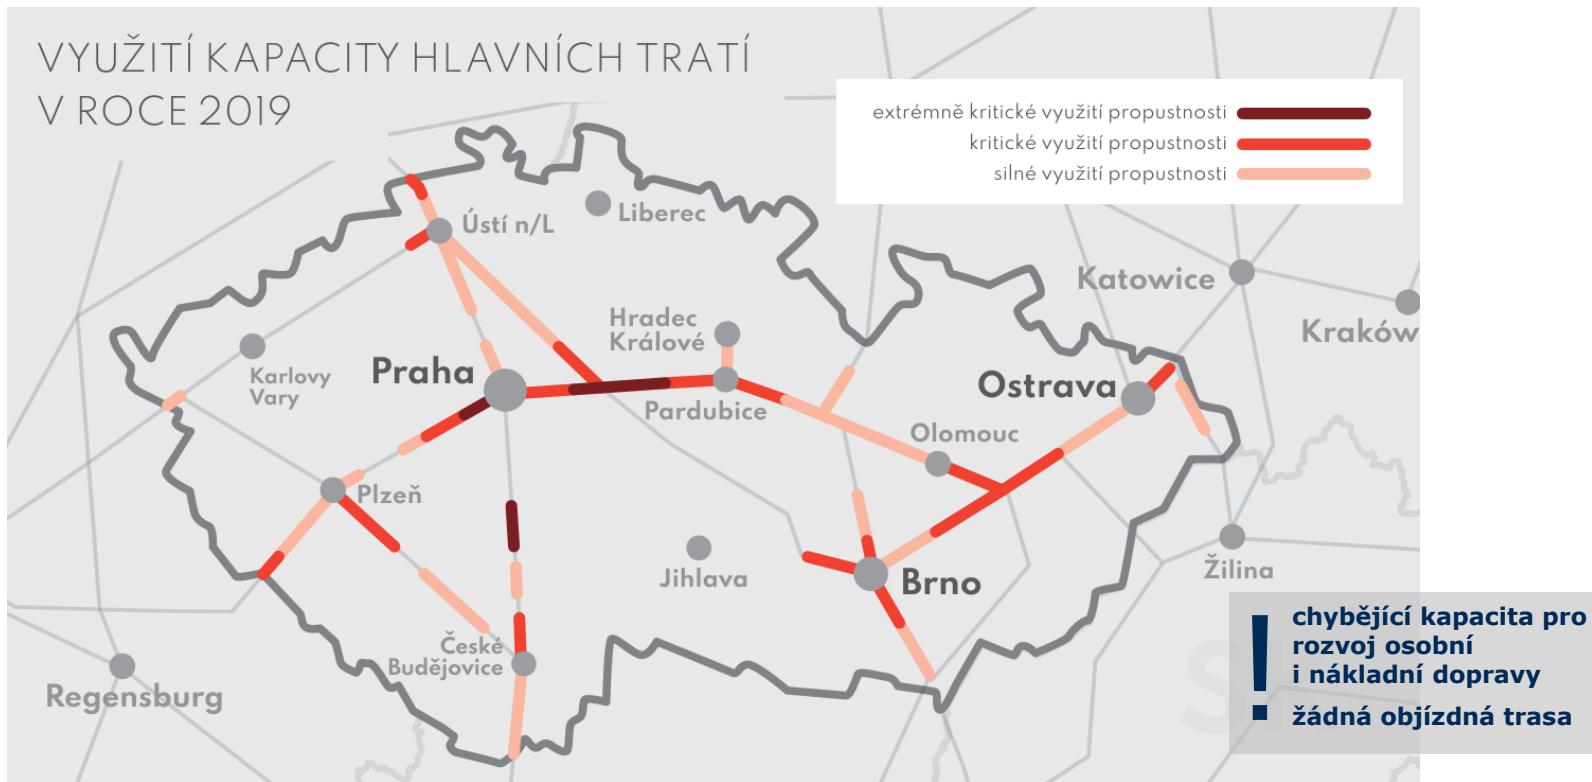 VYUŽITÍ KAPACITY HLAVNÍCH TRATÍ
V ROCE 2019
extrémně kritické využití propustnosti
kritické využití propustnosti
silné využití propustnosti
Ústí n/L
Liberec
Katowice
Kraków
Hradec
Králové
Karlovy
Vary
Praha
Pardubice
Ostrava
Olomouc
Plzeň
Jihlava
Brno
Žilina
České
Budějovice
Regensburg
! chybějící kapacita pro
rozvoj osobní
i nákladní dopravy
žádná objízdná trasa